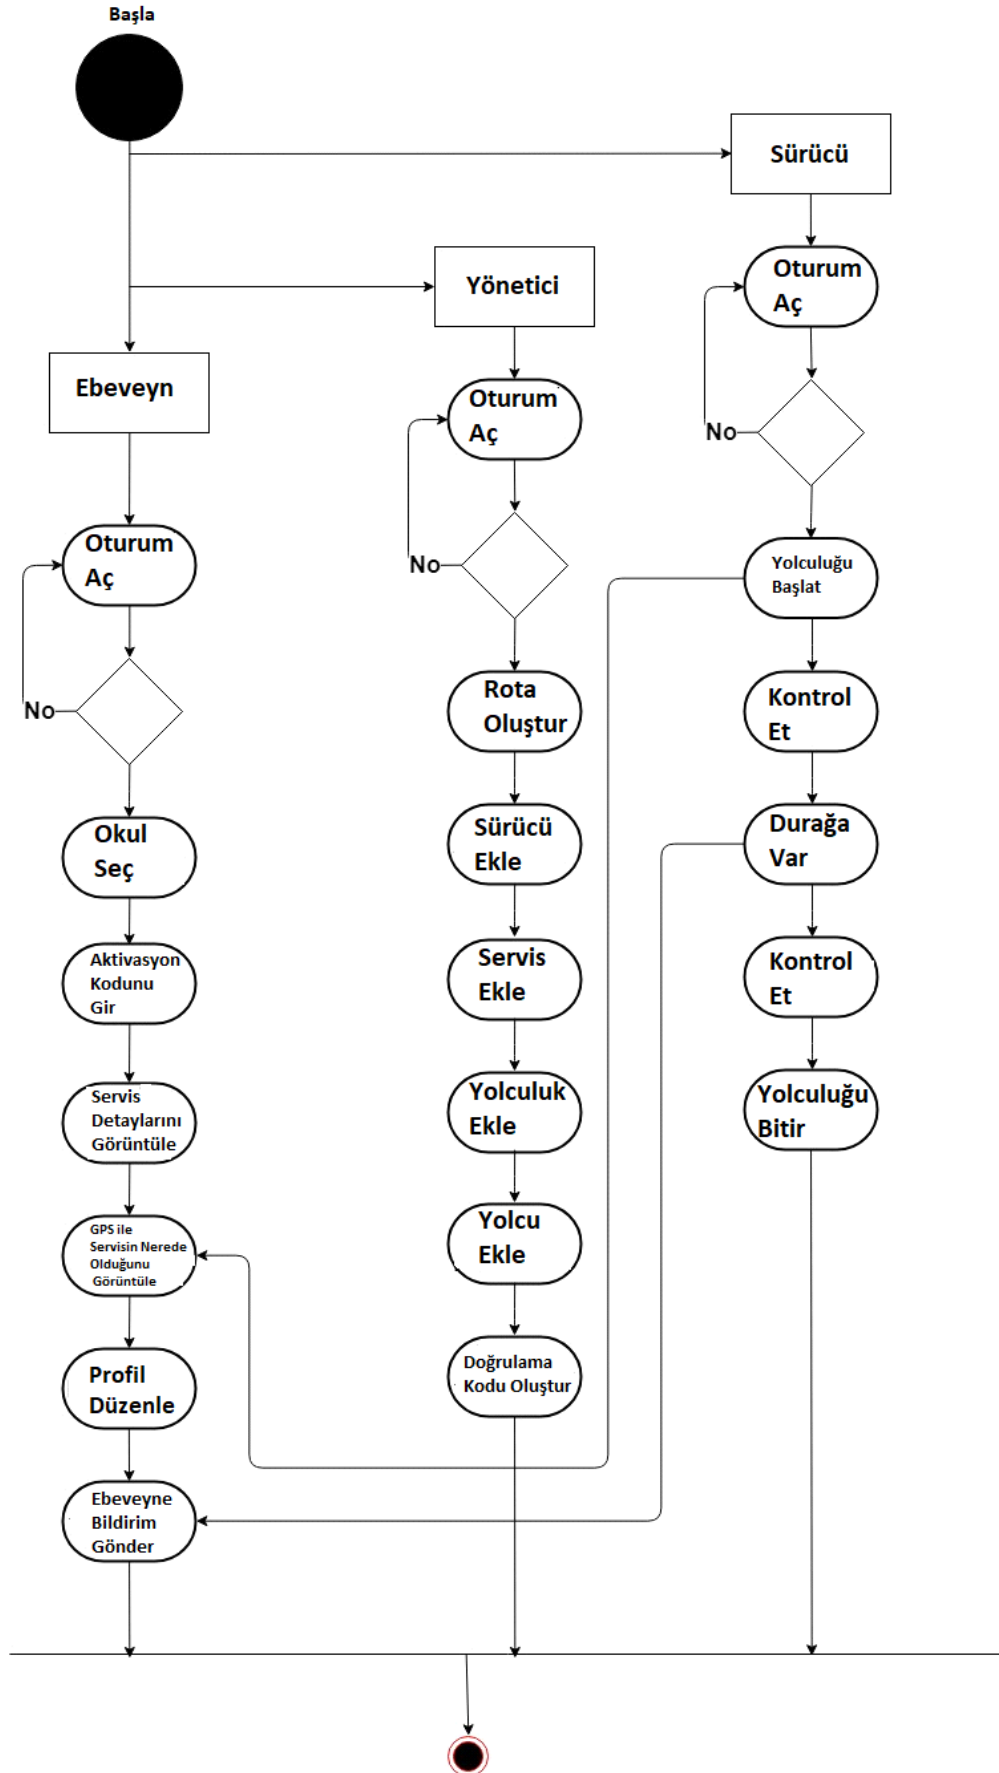 Başla
Sürücü
Oturum
Aç
No
Yolculuğu
Başlat
Kontrol
Et
Durağa
Var
Kontrol
Et
Yolculuğu
Bitir
Yönetici
Oturum
Aç
No
Rota
Oluştur
Sürücü
Ekle
Servis
Ekle
Yolculuk
Ekle
Yolcu
Ekle
Doğrulama
Kodu Oluştur
Ebeveyn
Oturum
Aç
No
Okul
Seç
Aktivasyon
Kodunu
Gir
Servis
Detaylarını
Görüntüle
GPS ile
Servisin Nerede
Olduğunu
Görüntüle
Profil
Düzenle
Ebeveyne
Bildirim
Gönder